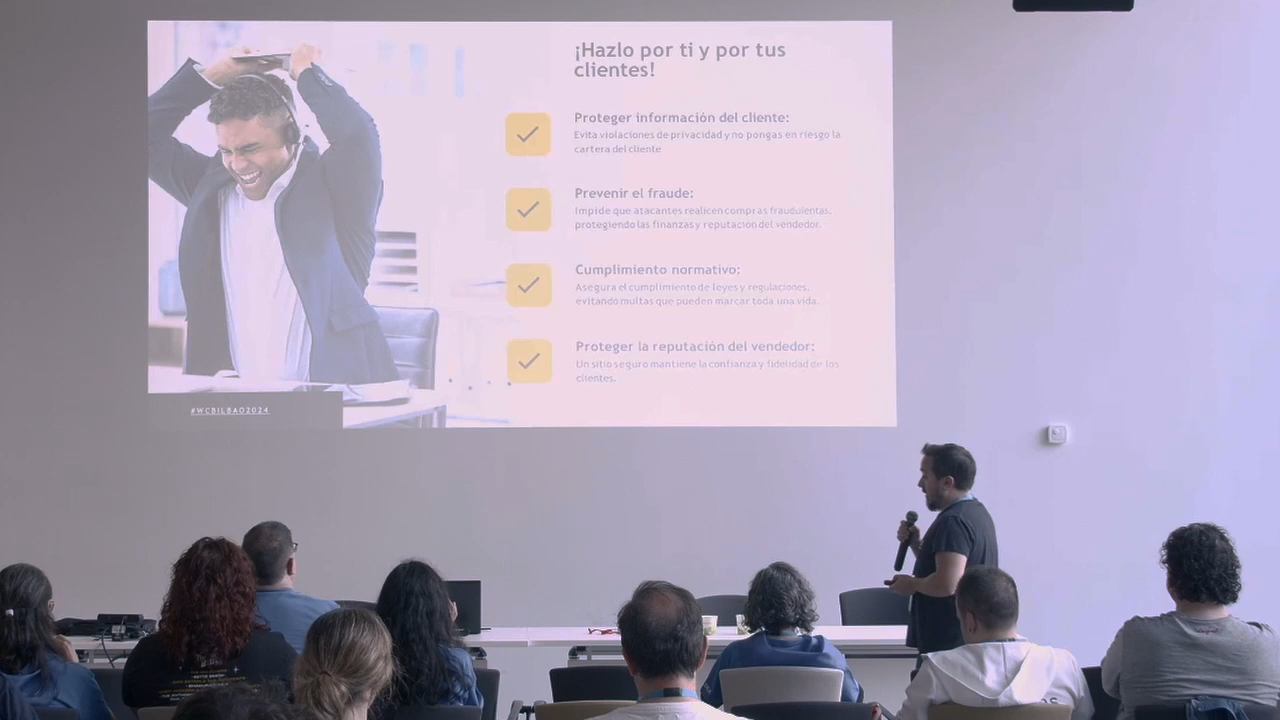 ¡Hazlo por ti y por tus
clientes!
Proteger información del cliente:
Evita violaciones de privacidad y no pongas en riesgo la
cartera del cliente
Prevenir el fraude:
Impide que atacantes realicen compras fraudulentas,
protegiendo las finanzas y reputación del vendedor.
Cumplimiento normativo:
Asegura el cumplimiento de leyes y regulaciones,
evitando multas que pueden marcar toda una vida.
Proteger la reputación del vendedor:
Un sitio seguro mantiene la confianza y fidelidad de los
clientes.
#WCBILBAO2024